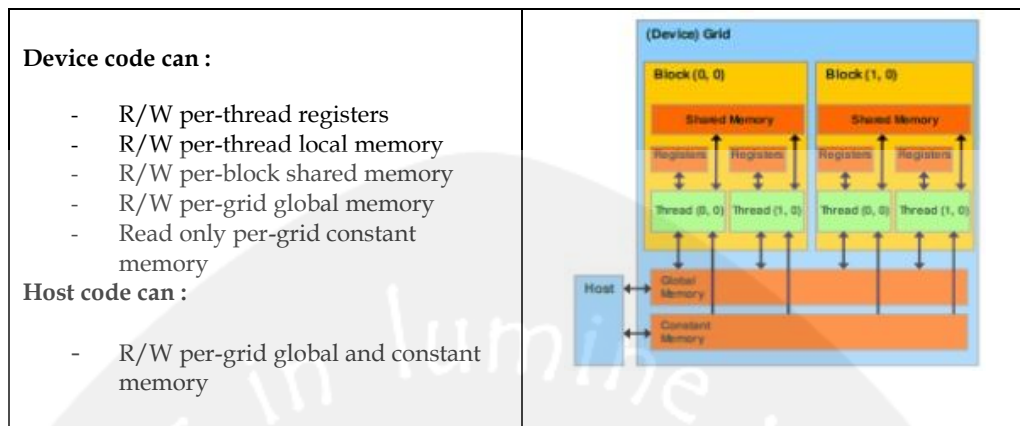 Device code can :
- R/W per-thread registers
- R/W per-thread local memory
- R/W per-block shared memory
- R/W per-grid global memory
- Read only per-grid constant
memory
Host code can :
- R/W per-grid global and constant
memory
(Device) Grid
Block (0, 0)
Block (1, 0)
Shared Memory
Shared Memory
Registers
Registers
Registers
Registers
Thread (0, 0)
Thread (1, 0)
Thread (0, 0)
Thread (1, 0)
Host
Global
Memory
Constant
Memory
in lumine